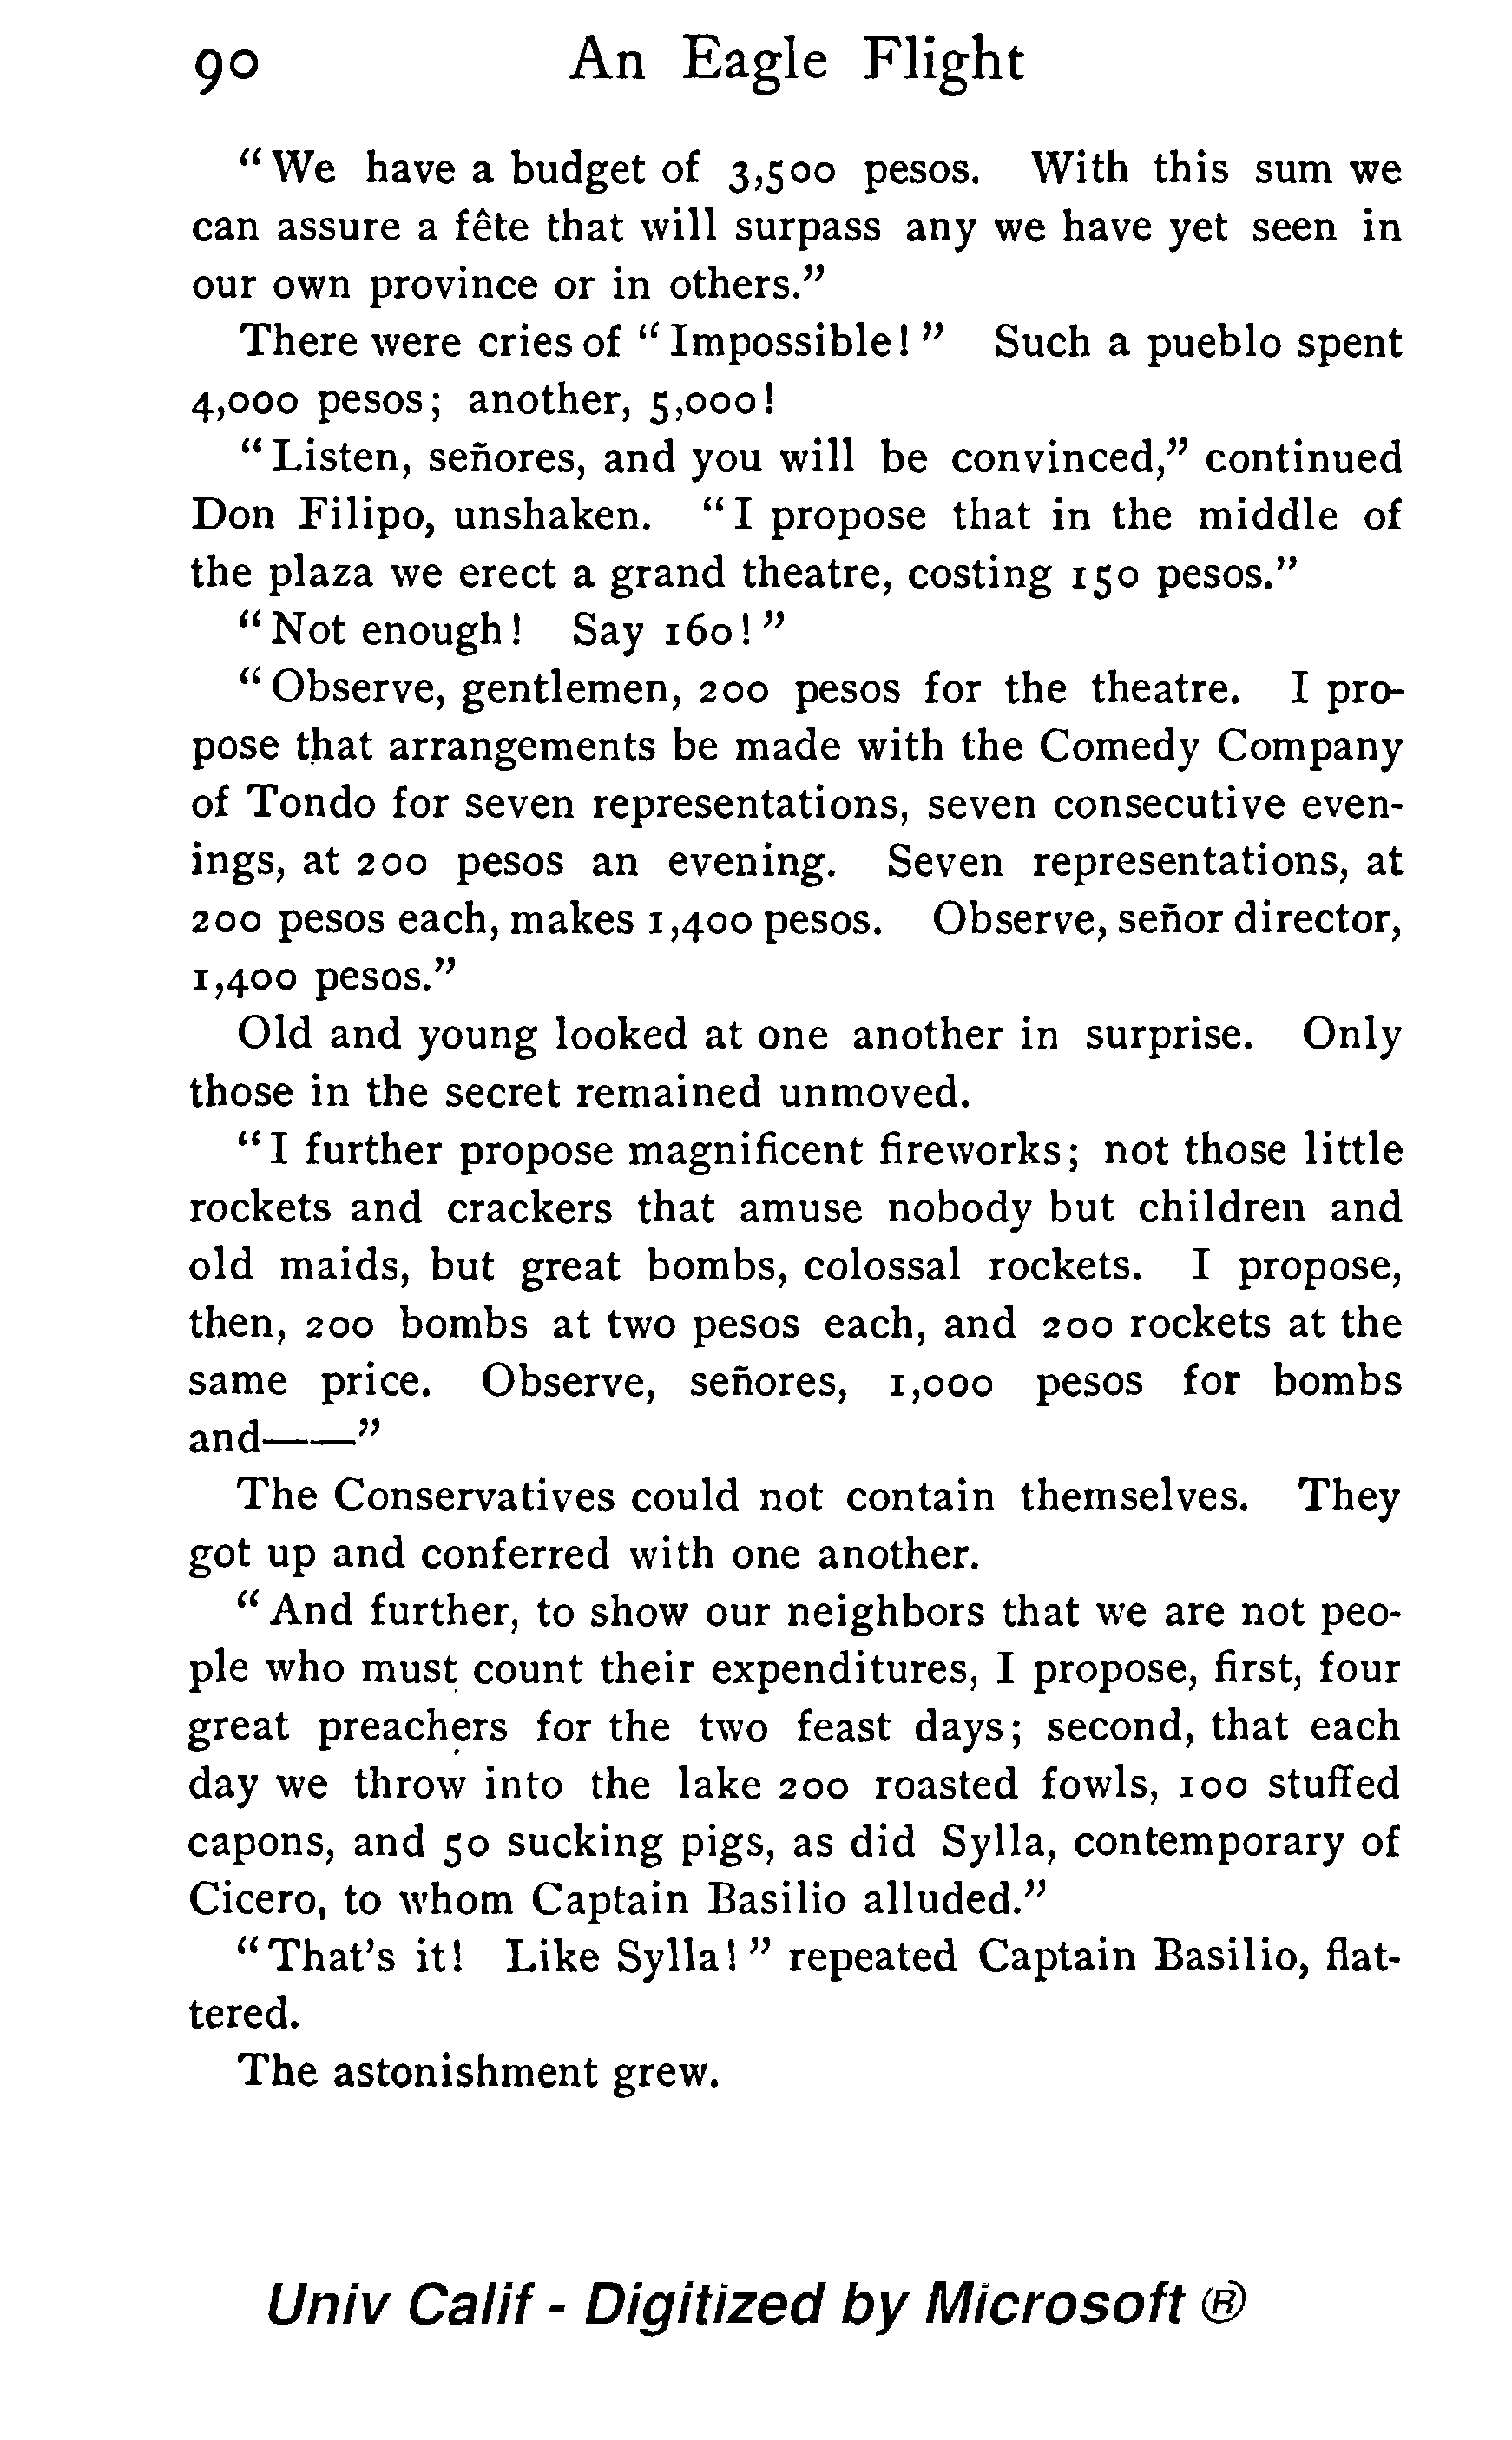 90 An Eagle Flight
“We have a budget of 3,500 pesos. With this sum we
can assure a fête that will surpass any we have yet seen in
our own province or in others.”
There were cries of “Impossible!” Such a pueblo spent
4,000 pesos; another, 5,000!
“Listen, señores, and you will be convinced,” continued
Don Filipo, unshaken. “I propose that in the middle of
the plaza we erect a grand theatre, costing 150 pesos.”
“Not enough! Say 160!”
“Observe, gentlemen, 200 pesos for the theatre. I pro-
pose that arrangements be made with the Comedy Company
of Tondo for seven representations, seven consecutive even-
ings, at 200 pesos an evening. Seven representations, at
200 pesos each, makes 1,400 pesos. Observe, señor director,
1,400 pesos.”
Old and young looked at one another in surprise. Only
those in the secret remained unmoved.
“I further propose magnificent fireworks; not those little
rockets and crackers that amuse nobody but children and
old maids, but great bombs, colossal rockets. I propose,
then, 200 bombs at two pesos each, and 200 rockets at the
same price. Observe, señores, 1,000 pesos for bombs
and——”
The Conservatives could not contain themselves. They
got up and conferred with one another.
“And further, to show our neighbors that we are not peo-
ple who must count their expenditures, I propose, first, four
great preachers for the two feast days; second, that each
day we throw into the lake 200 roasted fowls, 100 stuffed
capons, and 50 sucking pigs, as did Sylla, contemporary of
Cicero, to whom Captain Basilio alluded.”
“That’s it! Like Sylla!” repeated Captain Basilio, flat-
tered.
The astonishment grew.
Univ Calif - Digitized by Microsoft ®